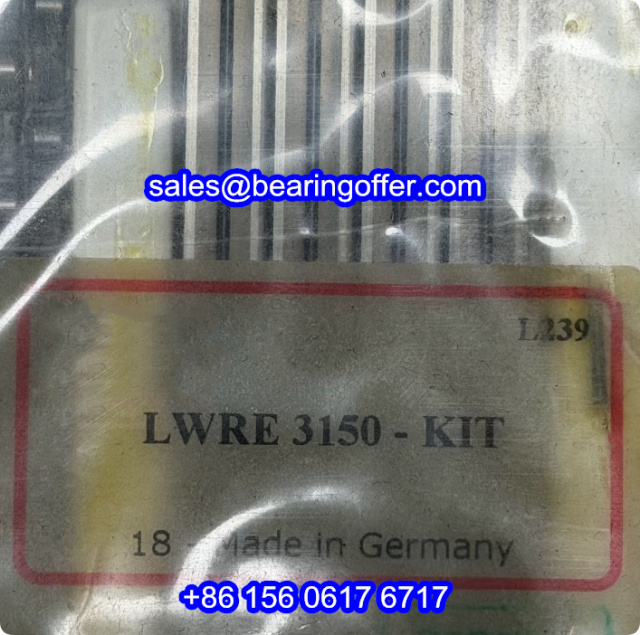 sales@bearingoffer.com
L239
LWRE 3150 - KIT
18 - Made in Germany
+86 156 0617 6717